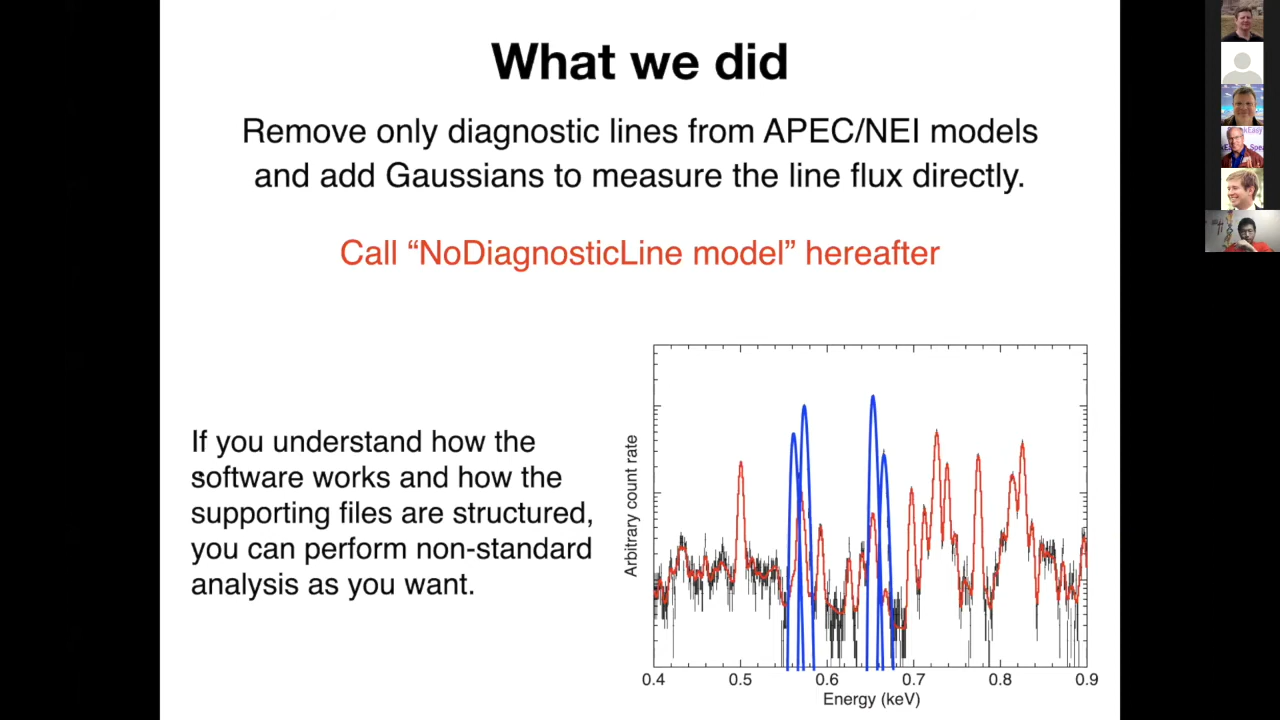 What we did
Remove only diagnostic lines from APEC/NEI models
and add Gaussians to measure the line flux directly.
Call “NoDiagnosticLine model” hereafter
If you understand how the
software works and how the
supporting files are structured,
you can perform non-standard
analysis as you want.
Arbitrary count rate
0.4 0.5 0.6 0.7 0.8 0.9
Energy (keV)